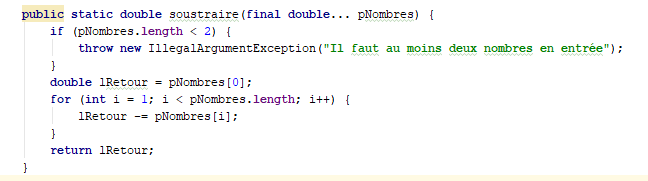 public static double soustraire(final double... pNombres) {
    if (pNombres.length < 2) {
        throw new IllegalArgumentException("Il faut au moins deux nombres en entrée");
    }
    double lRetour = pNombres[0];
    for (int i = 1; i < pNombres.length; i++) {
        lRetour -= pNombres[i];
    }
    return lRetour;
}